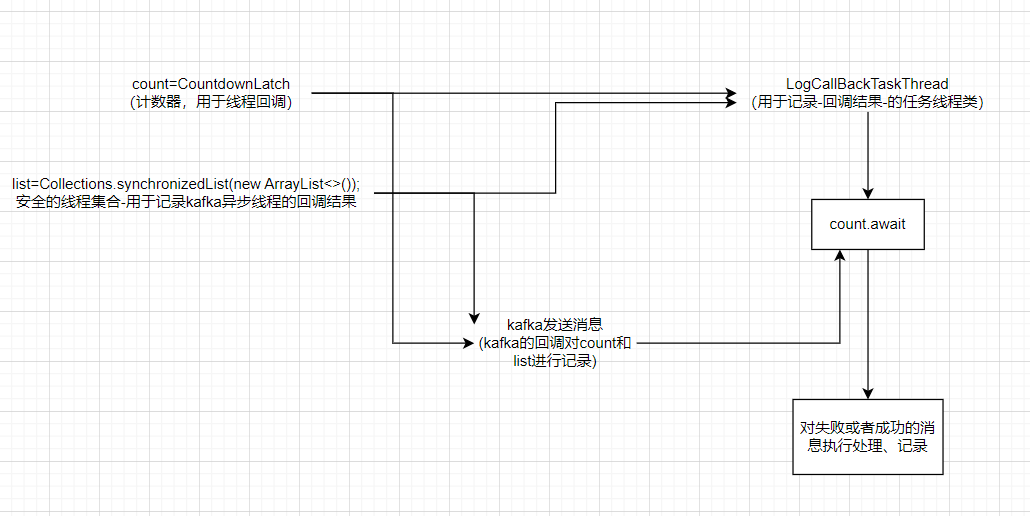 count=CountdownLatch
(计数器，用于线程回调)
LogCallBackTaskThread
(用于记录-回调结果-的任务线程类)
list=Collections.synchronizedList(new ArrayList<>());
安全的线程集合-用于记录kafka异步线程的回调结果
count.await
kafka发送消息
(kafka的回调对count和
list进行记录)
对失败或者成功的消
息执行处理、记录